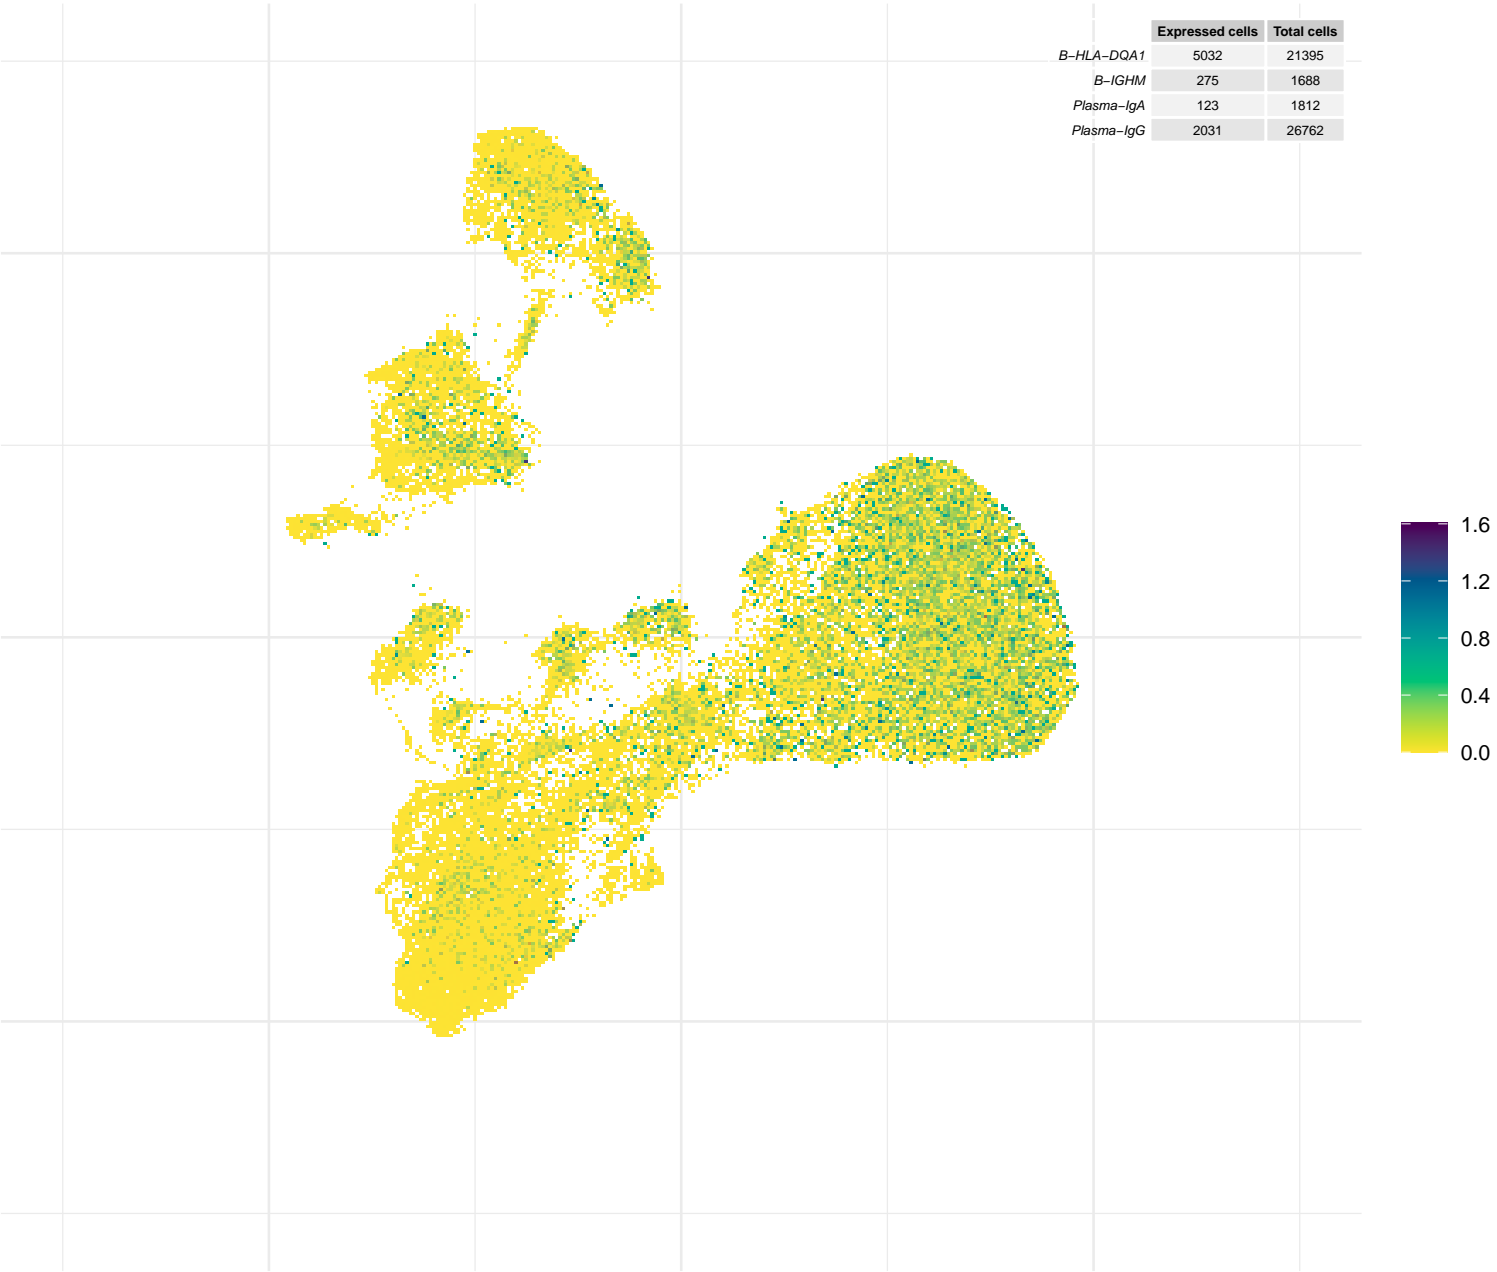 Expressed cells Total cells
B−HLA−DQA1 5032 21395
B−IGHM 275 1688
Plasma−IgA 123 1812
Plasma−IgG 2031 26762
1.6
1.2
0.8
0.4
0.0